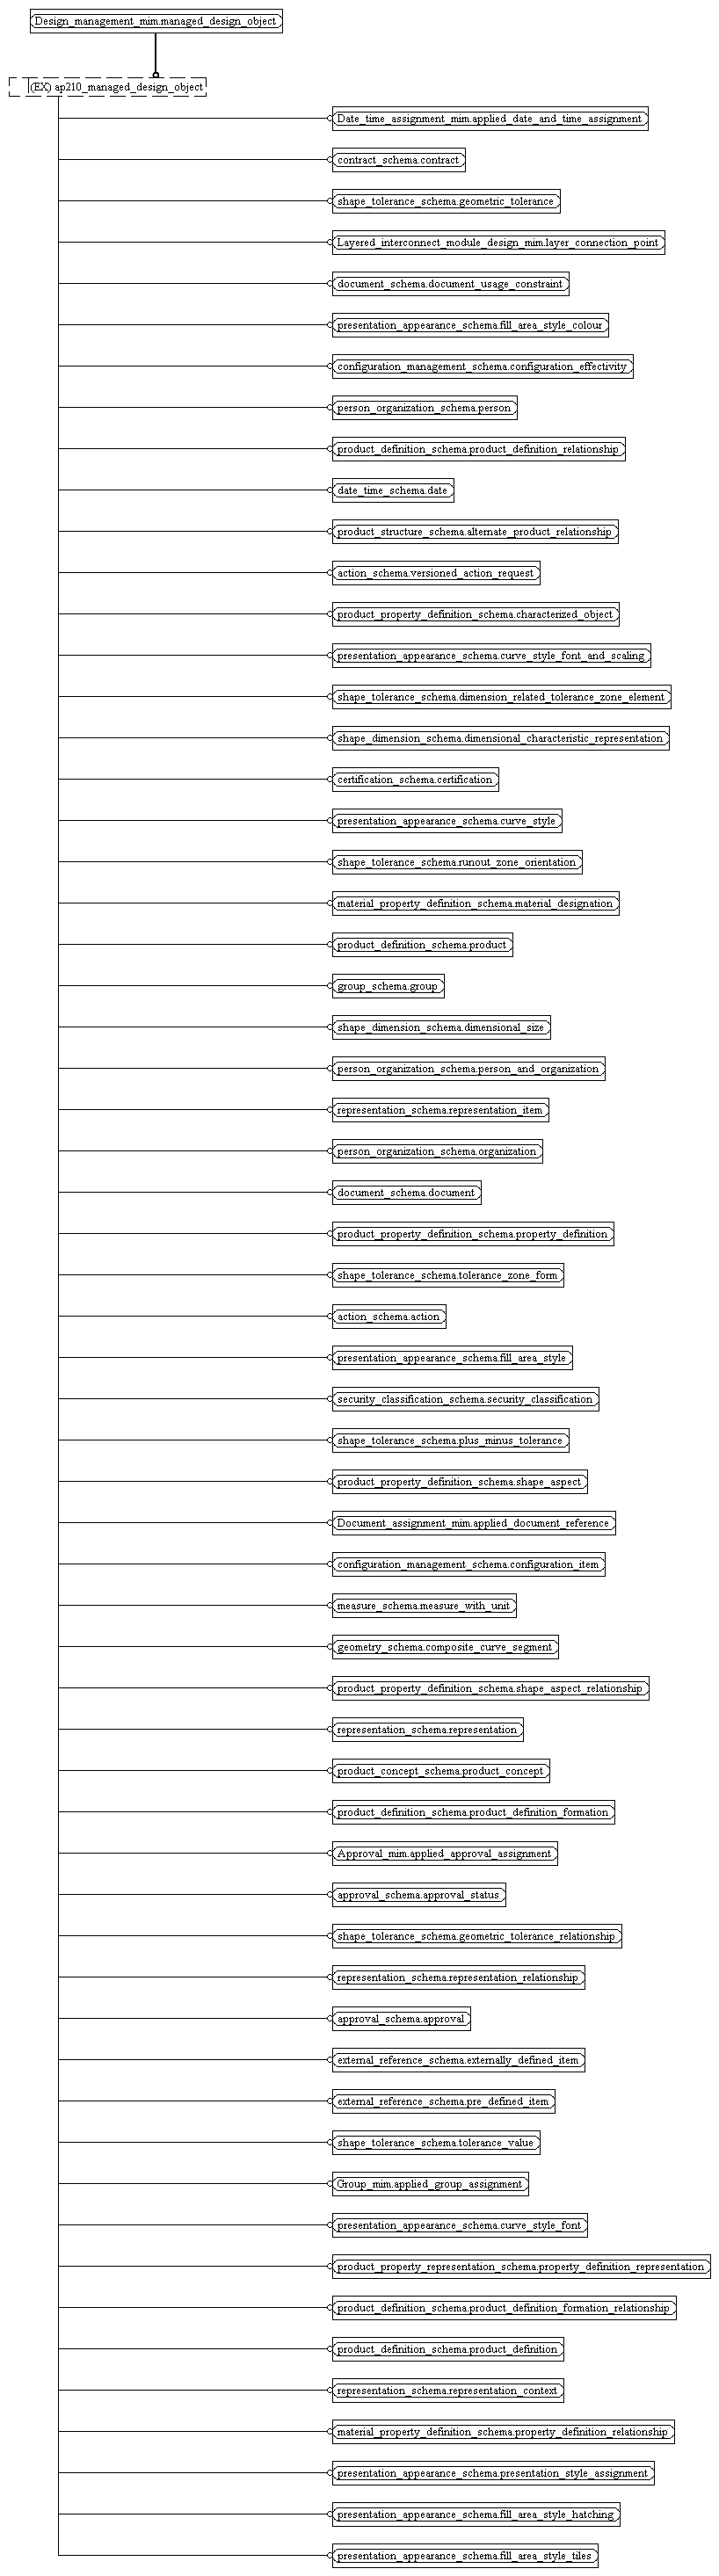 Design_management_mim.managed_design_object
(EX) ap210_managed_design_object
Date_time_assignment_mim.applied_date_and_time_assignment
contract_schema.contract
shape_tolerance_schema.geometric_tolerance
Layered_interconnect_module_design_mim.layer_connection_point
document_schema.document_usage_constraint
presentation_appearance_schema.fill_area_style_colour
configuration_management_schema.configuration_effectivity
person_organization_schema.person
product_definition_schema.product_definition_relationship
date_time_schema.date
product_structure_schema.alternate_product_relationship
action_schema.versioned_action_request
product_property_definition_schema.characterized_object
presentation_appearance_schema.curve_style_font_and_scaling
shape_tolerance_schema.dimension_related_tolerance_zone_element
shape_dimension_schema.dimensional_characteristic_representation
certification_schema.certification
presentation_appearance_schema.curve_style
shape_tolerance_schema.runout_zone_orientation
material_property_definition_schema.material_designation
product_definition_schema.product
group_schema.group
shape_dimension_schema.dimensional_size
person_organization_schema.person_and_organization
representation_schema.representation_item
person_organization_schema.organization
document_schema.document
product_property_definition_schema.property_definition
shape_tolerance_schema.tolerance_zone_form
action_schema.action
presentation_appearance_schema.fill_area_style
security_classification_schema.security_classification
shape_tolerance_schema.plus_minus_tolerance
product_property_definition_schema.shape_aspect
Document_assignment_mim.applied_document_reference
configuration_management_schema.configuration_item
measure_schema.measure_with_unit
geometry_schema.composite_curve_segment
product_property_definition_schema.shape_aspect_relationship
representation_schema.representation
product_concept_schema.product_concept
product_definition_schema.product_definition_formation
Approval_mim.applied_approval_assignment
approval_schema.approval_status
shape_tolerance_schema.geometric_tolerance_relationship
representation_schema.representation_relationship
approval_schema.approval
external_reference_schema.externally_defined_item
external_reference_schema.pre_defined_item
shape_tolerance_schema.tolerance_value
Group_mim.applied_group_assignment
presentation_appearance_schema.curve_style_font
product_property_representation_schema.property_definition_representation
product_definition_schema.product_definition_formation_relationship
product_definition_schema.product_definition
representation_schema.representation_context
material_property_definition_schema.property_definition_relationship
presentation_appearance_schema.presentation_style_assignment
presentation_appearance_schema.fill_area_style_hatching
presentation_appearance_schema.fill_area_style_tiles